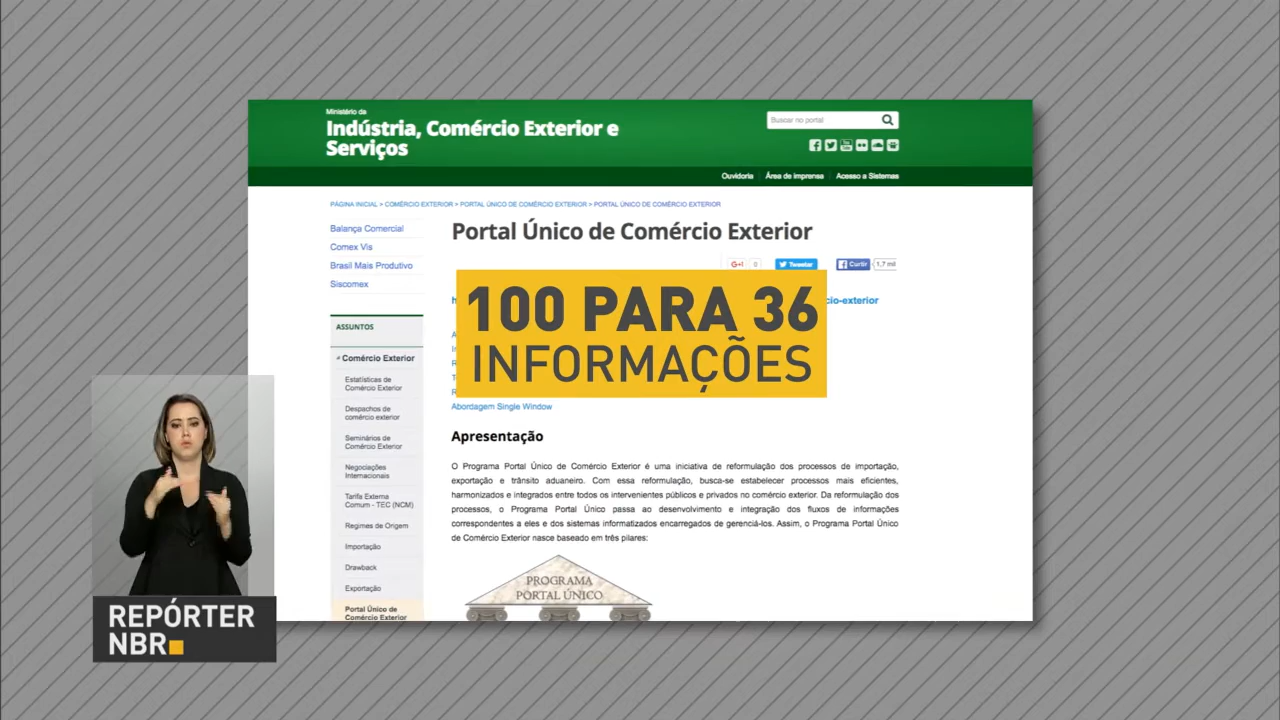 Ministério da
Indústria, Comércio Exterior e
Serviços
Buscar no portal
Ouvidoria
Área de imprensa
Acesso a Sistemas
PÁGINA INICIAL > COMÉRCIO EXTERIOR > PORTAL ÚNICO DE COMÉRCIO EXTERIOR > PORTAL ÚNICO DE COMÉRCIO EXTERIOR
Balança Comercial
Comex Vis
Brasil Mais Produtivo
Siscomex
ASSUNTOS
Comércio Exterior
Estatísticas de
Comércio Exterior
Despachos de
comércio exterior
Seminários de
Comércio Exterior
Negociações
Internacionais
Tarifa Externa
Comum - TEC (NCM)
Regimes de Origem
Importação
Drawback
Exportação
Portal Único de
Comércio Exterior
Portal Único de Comércio Exterior
G+1 0 Tweetar Curtir 1,7 mil
cio-exterior
100 PARA 36
INFORMAÇÕES
Abordagem Single Window
Apresentação
O Programa Portal Único de Comércio Exterior é uma iniciativa de reformulação dos processos de importação,
exportação e trânsito aduaneiro. Com essa reformulação, busca-se estabelecer processos mais eficientes,
harmonizados e integrados entre todos os intervenientes públicos e privados no comércio exterior. Da reformulação dos
processos, o Programa Portal Único passa ao desenvolvimento e integração dos fluxos de informações
correspondentes a eles e dos sistemas informatizados encarregados de gerenciá-los. Assim, o Programa Portal Único
de Comércio Exterior nasce baseado em três pilares:
PROGRAMA
PORTAL ÚNICO
REPÓRTER
NBR